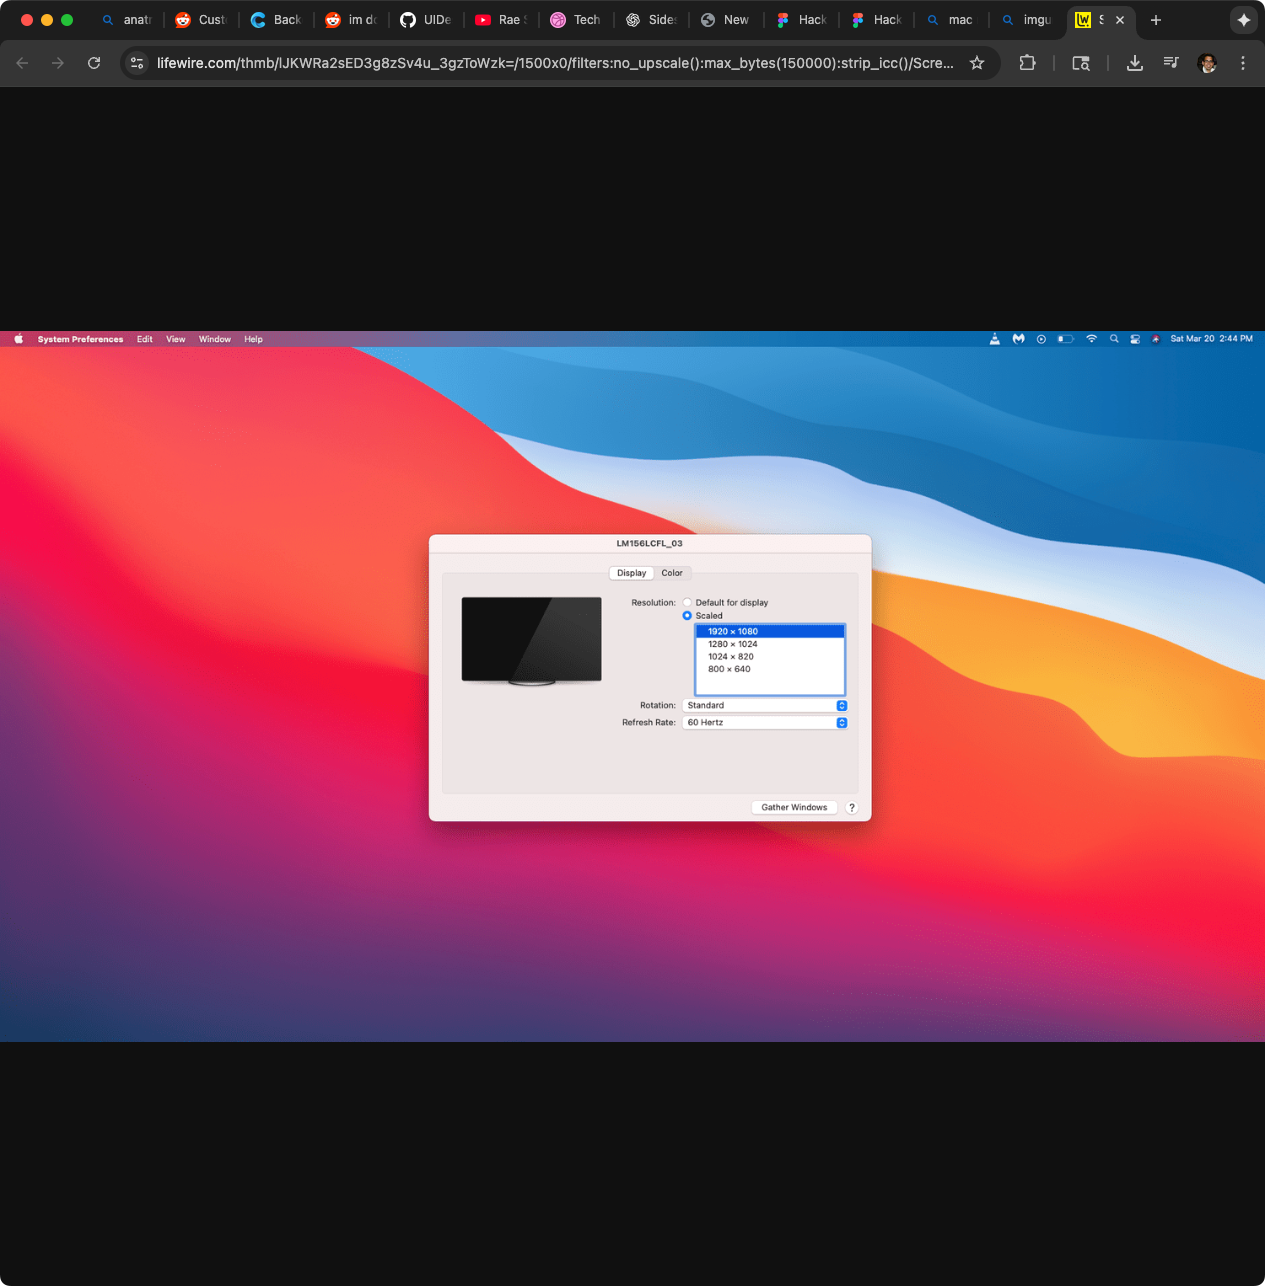 anatr
Custo
Back
im do
UIDe
Rae S
Tech
Sides
New
Hack
Hack
mac
imgu
S
lifewire.com/thmb/lJKWRa2sED3g8zSv4u_3gzToWzk=/1500x0/filters:no_upscale():max_bytes(150000):strip_icc()/Scre...
System Preferences Edit View Window Help Sat Mar 20 2:44 PM
LM156LCFL_03
Display Color
Resolution: Default for display
Scaled
1920 × 1080
1280 × 1024
1024 × 820
800 × 640
Rotation: Standard
Refresh Rate: 60 Hertz
Gather Windows ?